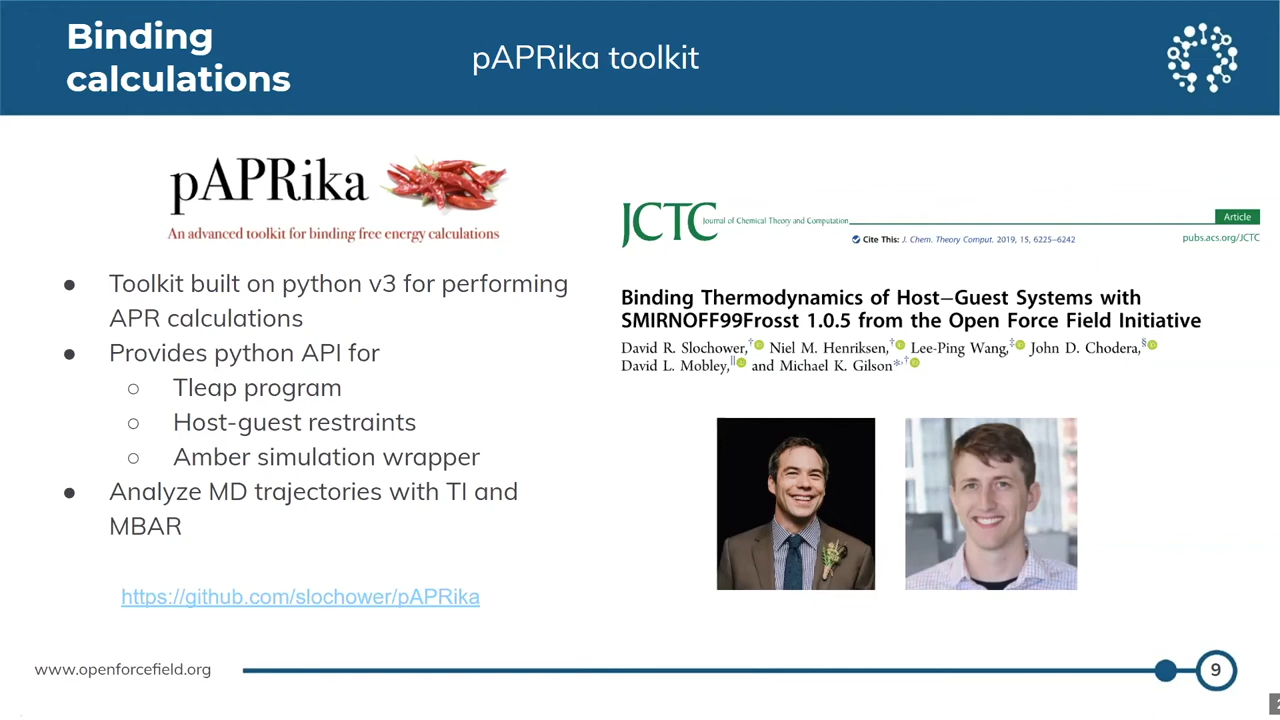 Binding
calculations
pAPRika toolkit
pAPRika
An advanced toolkit for binding free energy calculations
● Toolkit built on python v3 for performing
APR calculations
● Provides python API for
○ Tleap program
○ Host-guest restraints
○ Amber simulation wrapper
● Analyze MD trajectories with TI and
MBAR
https://github.com/slochower/pAPRika
JCTC Journal of Chemical Theory and Computation
Article
Cite This: J. Chem. Theory Comput. 2019, 15, 6225−6242
pubs.acs.org/JCTC
Binding Thermodynamics of Host−Guest Systems with
SMIRNOFF99Frosst 1.0.5 from the Open Force Field Initiative
David R. Slochower,† Niel M. Henriksen,† Lee-Ping Wang,‡ John D. Chodera,§
David L. Mobley,∥ and Michael K. Gilson*,†
www.openforcefield.org
9